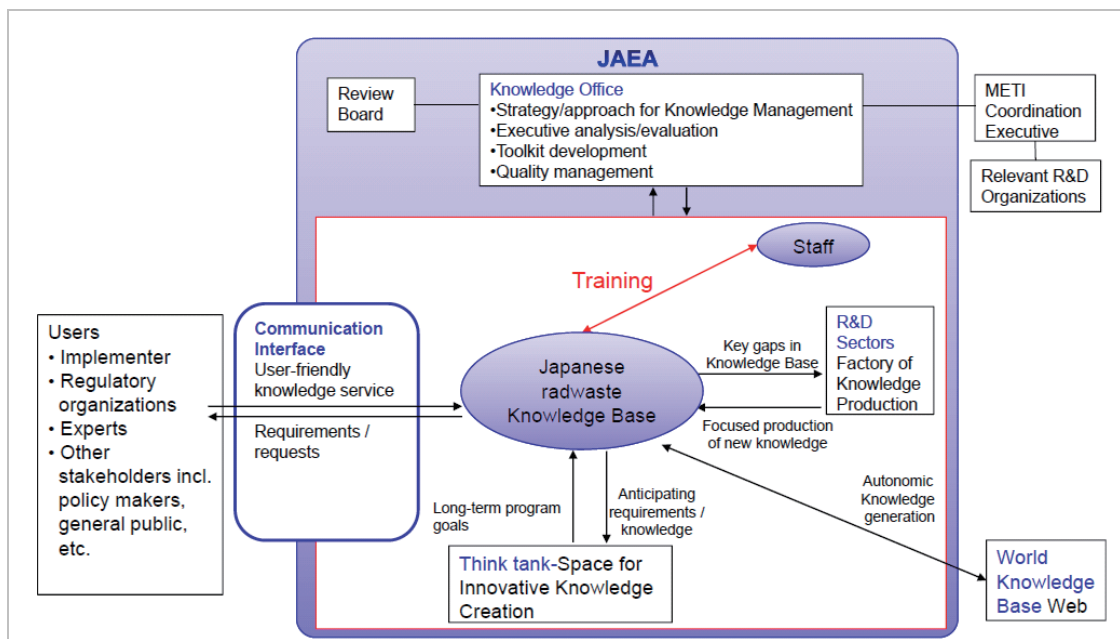 JAEA
Review
Board
Knowledge Office
•Strategy/approach for Knowledge Management
•Executive analysis/evaluation
•Toolkit development
•Quality management
METI
Coordination
Executive
Relevant R&D
Organizations
Staff
Training
Users
• Implementer
• Regulatory
organizations
• Experts
• Other
stakeholders incl.
policy makers,
general public,
etc.
Communication
Interface
User-friendly
knowledge service
Requirements /
requests
Japanese
radwaste
Knowledge Base
Key gaps in
Knowledge Base
Focused production
of new knowledge
R&D
Sectors
Factory of
Knowledge
Production
Long-term program
goals
Anticipating
requirements /
knowledge
Autonomic
Knowledge
generation
Think tank-Space for
Innovative Knowledge
Creation
World
Knowledge
Base Web